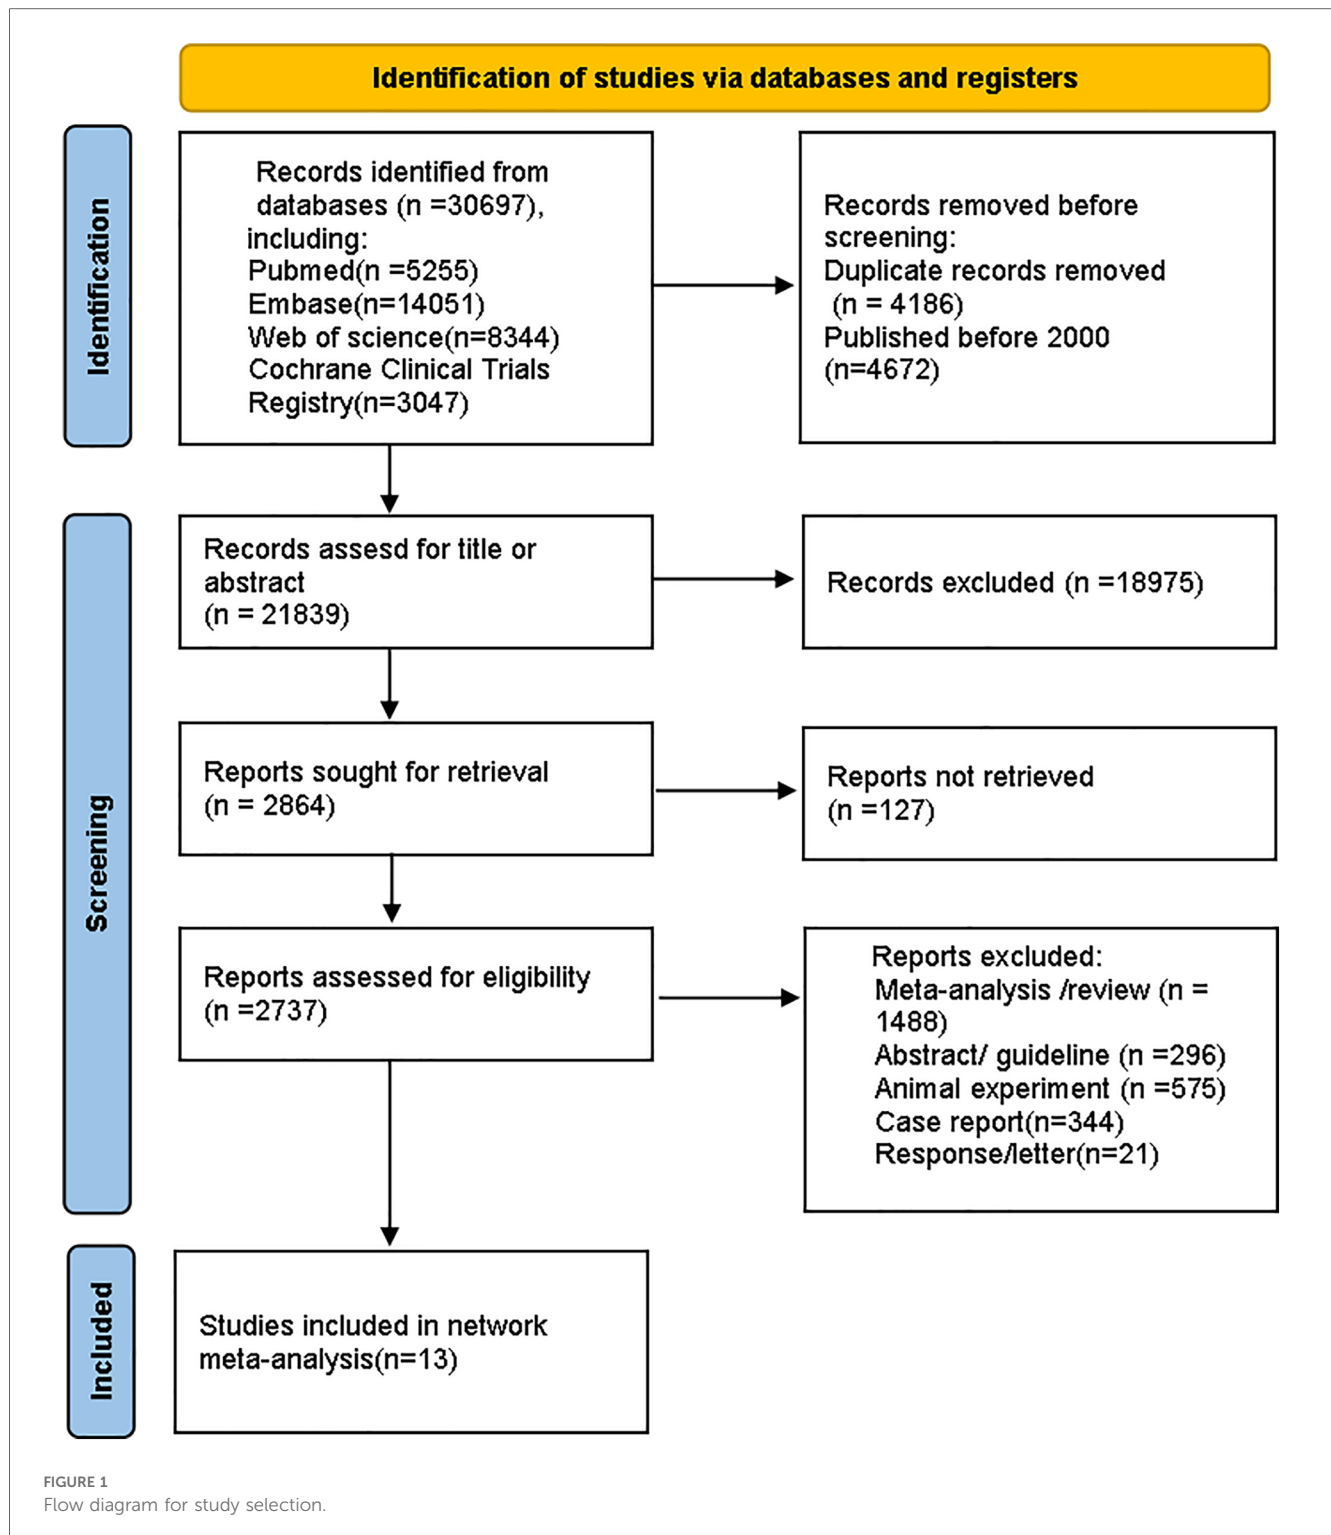 Identification of studies via databases and registers
Identification
Records identified from
databases (n =30697),
including:
Pubmed(n =5255)
Embase(n=14051)
Web of science(n=8344)
Cochrane Clinical Trials
Registry(n=3047)
Records removed before
screening:
Duplicate records removed
(n = 4186)
Published before 2000
(n=4672)
Screening
Records assesd for title or
abstract
(n = 21839)
Records excluded (n =18975)
Reports sought for retrieval
(n = 2864)
Reports not retrieved
(n =127)
Reports assessed for eligibility
(n =2737)
Reports excluded:
Meta-analysis /review (n =
1488)
Abstract/ guideline (n =296)
Animal experiment (n =575)
Case report(n=344)
Response/letter(n=21)
Included
Studies included in network
meta-analysis(n=13)
FIGURE 1
Flow diagram for study selection.